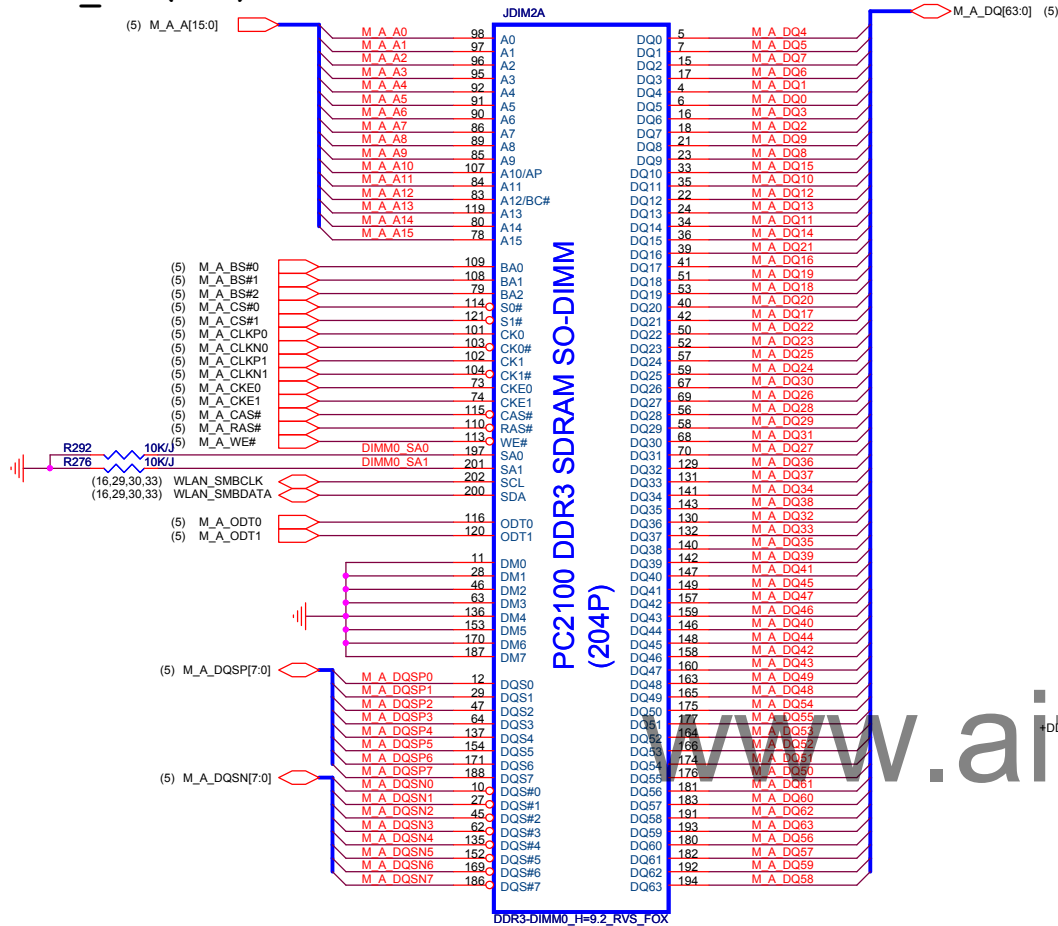 JDIM2A
(5) M_A_A[15:0]
M_A_DQ[63:0] (5)
M_A_A0 98 A0
M_A_A1 97 A1
M_A_A2 96 A2
M_A_A3 95 A3
M_A_A4 92 A4
M_A_A5 91 A5
M_A_A6 90 A6
M_A_A7 86 A7
M_A_A8 89 A8
M_A_A9 85 A9
M_A_A10 107 A10/AP
M_A_A11 84 A11
M_A_A12 83 A12/BC#
M_A_A13 119 A13
M_A_A14 80 A14
M_A_A15 78 A15
(5) M_A_BS#0 109 BA0
(5) M_A_BS#1 108 BA1
(5) M_A_BS#2 79 BA2
(5) M_A_CS#0 114 S0#
(5) M_A_CS#1 121 S1#
(5) M_A_CLKP0 101 CK0
(5) M_A_CLKN0 103 CK0#
(5) M_A_CLKP1 102 CK1
(5) M_A_CLKN1 104 CK1#
(5) M_A_CKE0 73 CKE0
(5) M_A_CKE1 74 CKE1
(5) M_A_CAS# 115 CAS#
(5) M_A_RAS# 110 RAS#
(5) M_A_WE# 113 WE#
R292 10K/J DIMM0_SA0 197 SA0
R276 10K/J DIMM0_SA1 201 SA1
(16,29,30,33) WLAN_SMBCLK 202 SCL
(16,29,30,33) WLAN_SMBDATA 200 SDA
(5) M_A_ODT0 116 ODT0
(5) M_A_ODT1 120 ODT1
11 DM0
28 DM1
46 DM2
63 DM3
136 DM4
153 DM5
170 DM6
187 DM7
(5) M_A_DQSP[7:0]
M_A_DQSP0 12 DQS0
M_A_DQSP1 29 DQS1
M_A_DQSP2 47 DQS2
M_A_DQSP3 64 DQS3
M_A_DQSP4 137 DQS4
M_A_DQSP5 154 DQS5
M_A_DQSP6 171 DQS6
M_A_DQSP7 188 DQS7
(5) M_A_DQSN[7:0]
M_A_DQSN0 10 DQS#0
M_A_DQSN1 27 DQS#1
M_A_DQSN2 45 DQS#2
M_A_DQSN3 62 DQS#3
M_A_DQSN4 135 DQS#4
M_A_DQSN5 152 DQS#5
M_A_DQSN6 169 DQS#6
M_A_DQSN7 186 DQS#7
PC2100 DDR3 SDRAM SO-DIMM
(204P)
DQ0 5 M_A_DQ4
DQ1 7 M_A_DQ5
DQ2 15 M_A_DQ7
DQ3 17 M_A_DQ6
DQ4 4 M_A_DQ1
DQ5 6 M_A_DQ0
DQ6 16 M_A_DQ3
DQ7 18 M_A_DQ2
DQ8 21 M_A_DQ9
DQ9 23 M_A_DQ8
DQ10 33 M_A_DQ15
DQ11 35 M_A_DQ10
DQ12 22 M_A_DQ12
DQ13 24 M_A_DQ13
DQ14 34 M_A_DQ11
DQ15 36 M_A_DQ14
DQ16 39 M_A_DQ21
DQ17 41 M_A_DQ16
DQ18 51 M_A_DQ19
DQ19 53 M_A_DQ18
DQ20 40 M_A_DQ20
DQ21 42 M_A_DQ17
DQ22 50 M_A_DQ22
DQ23 52 M_A_DQ23
DQ24 57 M_A_DQ25
DQ25 59 M_A_DQ24
DQ26 67 M_A_DQ30
DQ27 69 M_A_DQ26
DQ28 56 M_A_DQ28
DQ29 58 M_A_DQ29
DQ30 68 M_A_DQ31
DQ31 70 M_A_DQ27
DQ32 129 M_A_DQ36
DQ33 131 M_A_DQ37
DQ34 141 M_A_DQ34
DQ35 143 M_A_DQ38
DQ36 130 M_A_DQ32
DQ37 132 M_A_DQ33
DQ38 140 M_A_DQ35
DQ39 142 M_A_DQ39
DQ40 147 M_A_DQ41
DQ41 149 M_A_DQ45
DQ42 157 M_A_DQ47
DQ43 159 M_A_DQ46
DQ44 146 M_A_DQ40
DQ45 148 M_A_DQ44
DQ46 158 M_A_DQ42
DQ47 160 M_A_DQ43
DQ48 163 M_A_DQ49
DQ49 165 M_A_DQ48
DQ50 175 M_A_DQ54
DQ51 177 M_A_DQ55
DQ52 164 M_A_DQ53
DQ53 166 M_A_DQ52
DQ54 174 M_A_DQ51
DQ55 176 M_A_DQ50
DQ56 181 M_A_DQ61
DQ57 183 M_A_DQ60
DQ58 191 M_A_DQ62
DQ59 193 M_A_DQ63
DQ60 180 M_A_DQ56
DQ61 182 M_A_DQ57
DQ62 192 M_A_DQ59
DQ63 194 M_A_DQ58
www.ai
DDR3-DIMM0_H=9.2_RVS_FOX